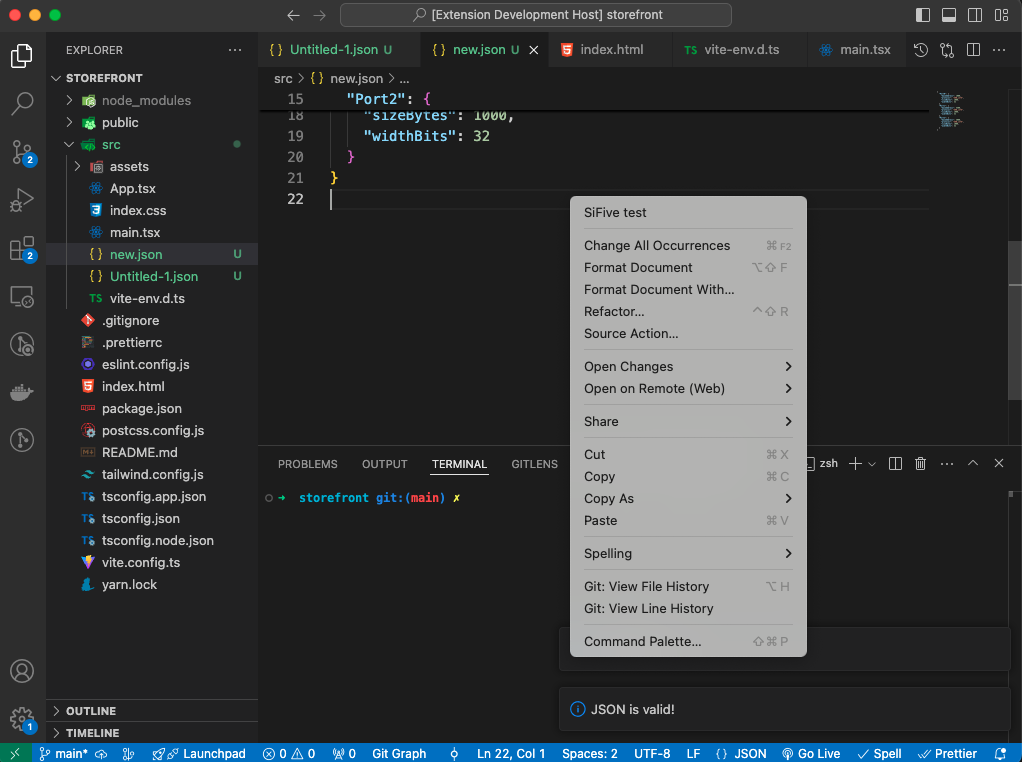 [Extension Development Host] storefront
EXPLORER
{ } Untitled-1.json U
{ } new.json U
index.html
TS vite-env.d.ts
main.tsx
STOREFRONT
src > { } new.json > ...
node_modules
public
src
assets
App.tsx
index.css
main.tsx
{ } new.json U
{ } Untitled-1.json U
TS vite-env.d.ts
.gitignore
.prettierrc
eslint.config.js
index.html
package.json
postcss.config.js
README.md
tailwind.config.js
tsconfig.app.json
tsconfig.json
tsconfig.node.json
vite.config.ts
yarn.lock
OUTLINE
TIMELINE
2
2
1
15 "Port2": {
18 "sizeBytes": 1000,
19 "widthBits": 32
20 }
21 }
22
SiFive test
Change All Occurrences ⌘F2
Format Document ⌥⇧F
Format Document With...
Refactor... ^⇧R
Source Action...
Open Changes
Open on Remote (Web)
Share
Cut ⌘X
Copy ⌘C
Copy As
Paste ⌘V
Spelling
Git: View File History ⌥H
Git: View Line History
Command Palette... ⇧⌘P
PROBLEMS OUTPUT TERMINAL GITLENS
zsh
→ storefront git:(main) ✗
JSON is valid!
main* Launchpad 0 0 0 Git Graph Ln 22, Col 1 Spaces: 2 UTF-8 LF { } JSON Go Live Spell Prettier